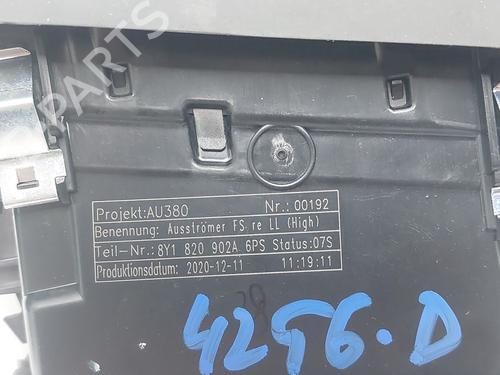 PARTS
Projekt:AU380 Nr.: 00192
Benennung: Ausströmer FS re LL (High)
Teil-Nr.: 8Y1 820 902A 6PS Status:07S
Produktionsdatum: 2020-12-11 11:19:11
4256.D